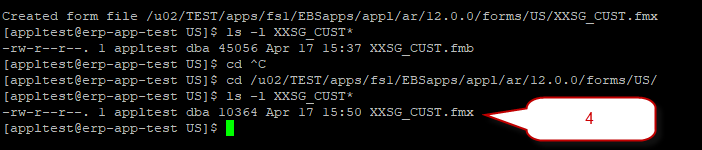 Created form file /u02/TEST/apps/fs1/EBSapps/appl/ar/12.0.0/forms/US/XXSG_CUST.fmx
[appltest@erp-app-test US]$ ls -l XXSG_CUST*
-rw-r--r--. 1 appltest dba 45056 Apr 17 15:37 XXSG_CUST.fmb
[appltest@erp-app-test US]$ cd ^C
[appltest@erp-app-test US]$ cd /u02/TEST/apps/fs1/EBSapps/appl/ar/12.0.0/forms/US/
[appltest@erp-app-test US]$ ls -l XXSG_CUST*
-rw-r--r--. 1 appltest dba 10364 Apr 17 15:50 XXSG_CUST.fmx
4
[appltest@erp-app-test US]$